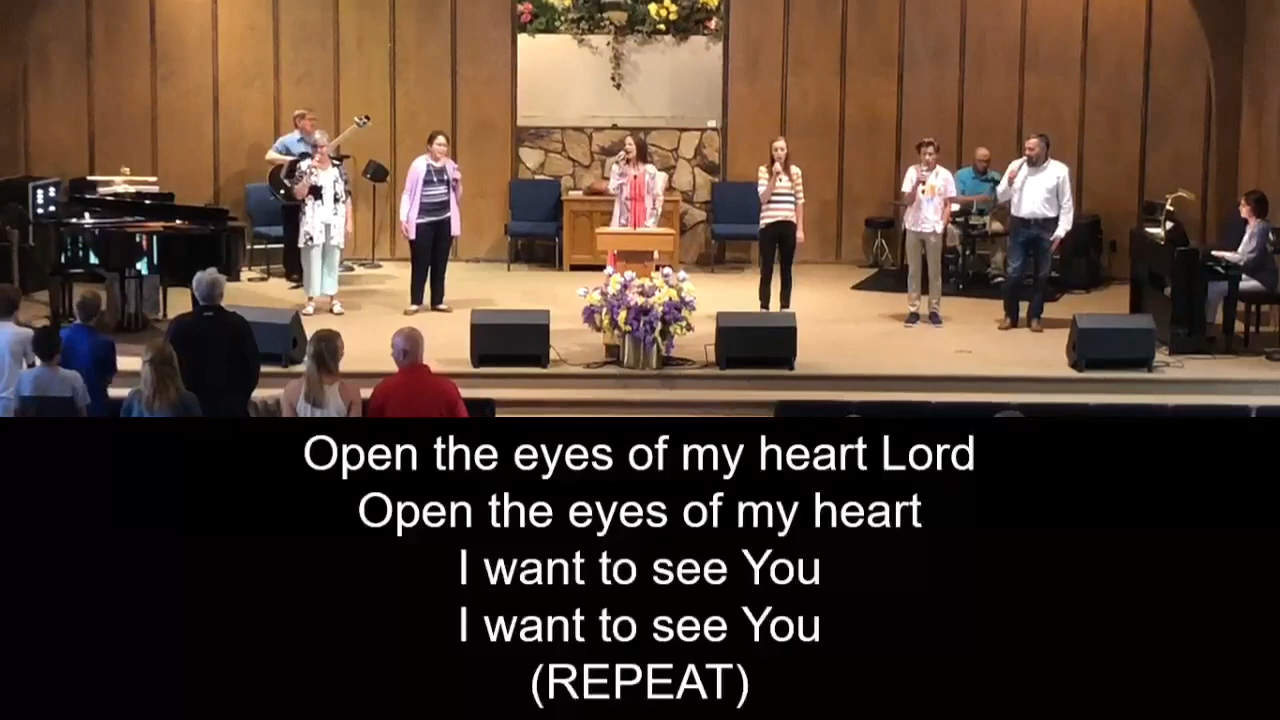 Open the eyes of my heart Lord
Open the eyes of my heart
I want to see You
I want to see You
(REPEAT)